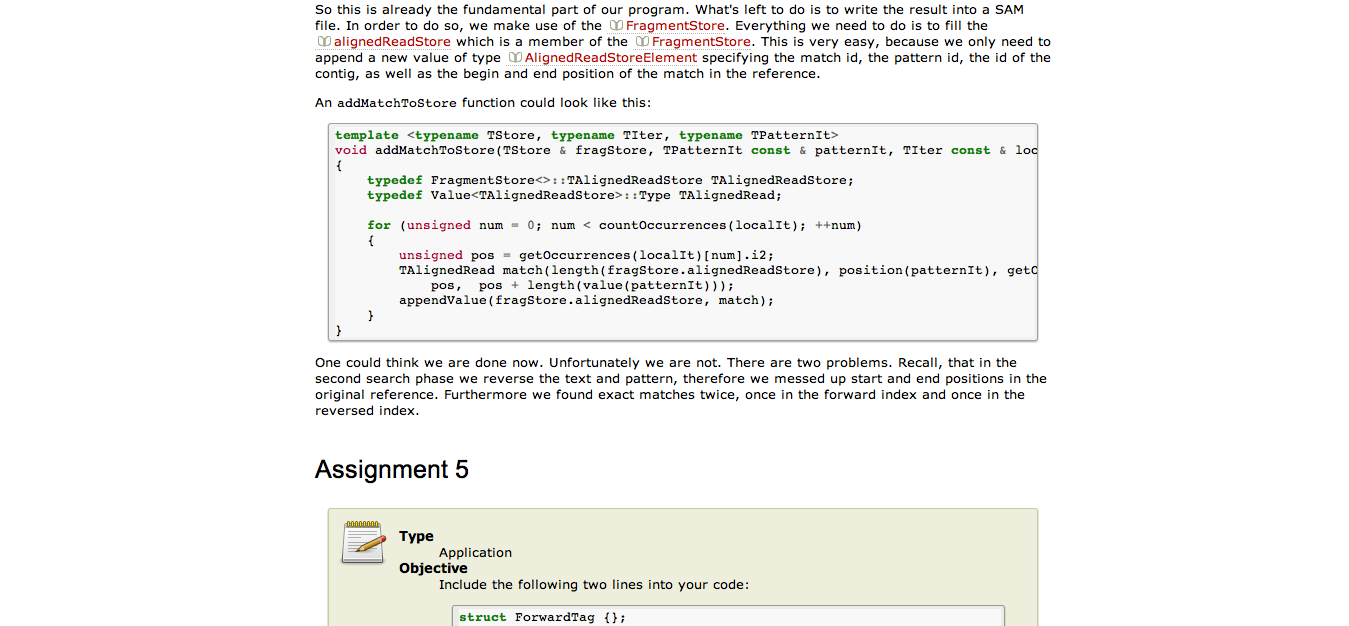 So this is already the fundamental part of our program. What's left to do is to write the result into a SAM
file. In order to do so, we make use of the FragmentStore. Everything we need to do is to fill the
alignedReadStore which is a member of the FragmentStore. This is very easy, because we only need to
append a new value of type AlignedReadStoreElement specifying the match id, the pattern id, the id of the
contig, as well as the begin and end position of the match in the reference.
An addMatchToStore function could look like this:
template <typename TStore, typename TIter, typename TPatternIt>
void addMatchToStore(TStore & fragStore, TPatternIt const & patternIt, TIter const & loc
{
typedef FragmentStore<>::TAlignedReadStore TAlignedReadStore;
typedef Value<TAlignedReadStore>::Type TAlignedRead;
for (unsigned num = 0; num < countOccurrences(localIt); ++num)
{
unsigned pos = getOccurrences(localIt)[num].i2;
TAlignedRead match(length(fragStore.alignedReadStore), position(patternIt), getO
pos,  pos + length(value(patternIt)));
appendValue(fragStore.alignedReadStore, match);
}
}
One could think we are done now. Unfortunately we are not. There are two problems. Recall, that in the
second search phase we reverse the text and pattern, therefore we messed up start and end positions in the
original reference. Furthermore we found exact matches twice, once in the forward index and once in the
reversed index.
Assignment 5
Type
Application
Objective
Include the following two lines into your code:
struct ForwardTag {};